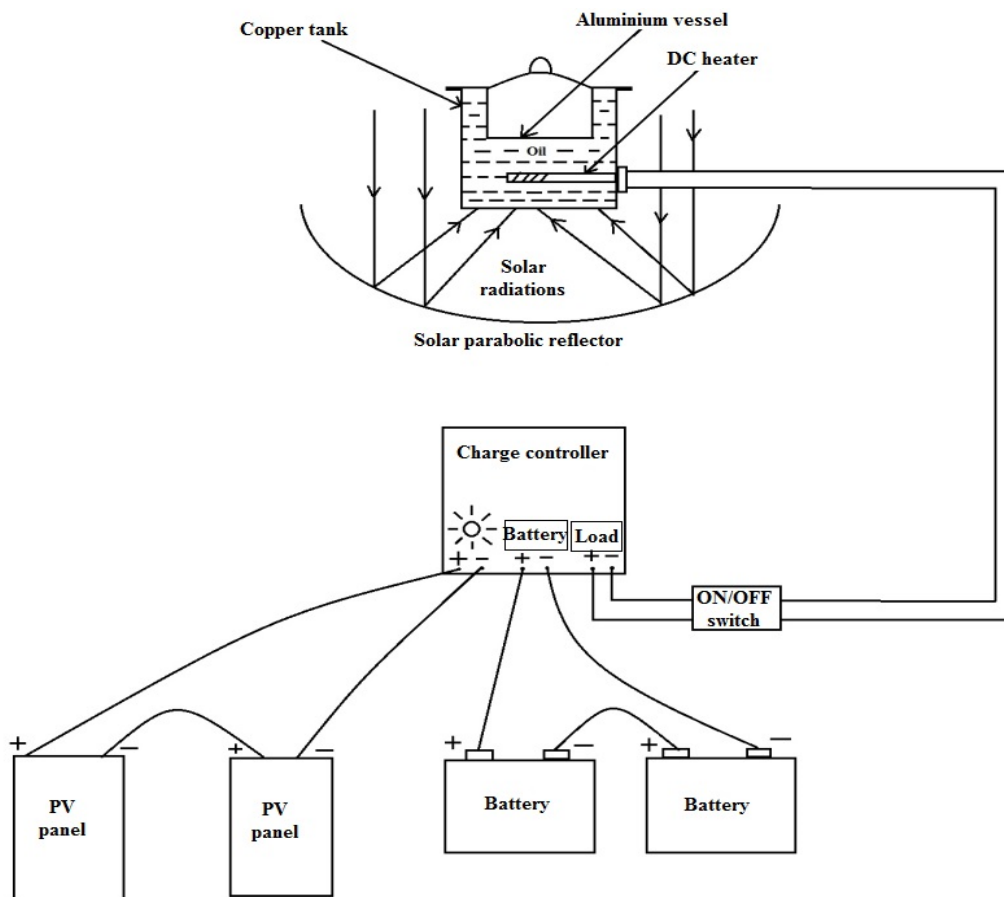 Aluminium vessel
Copper tank
DC heater
Oil
Solar
radiations
Solar parabolic reflector
Charge controller
Battery
Load
+ − + − + −
ON/OFF
switch
+ − + − + − + −
PV
panel
PV
panel
Battery
Battery